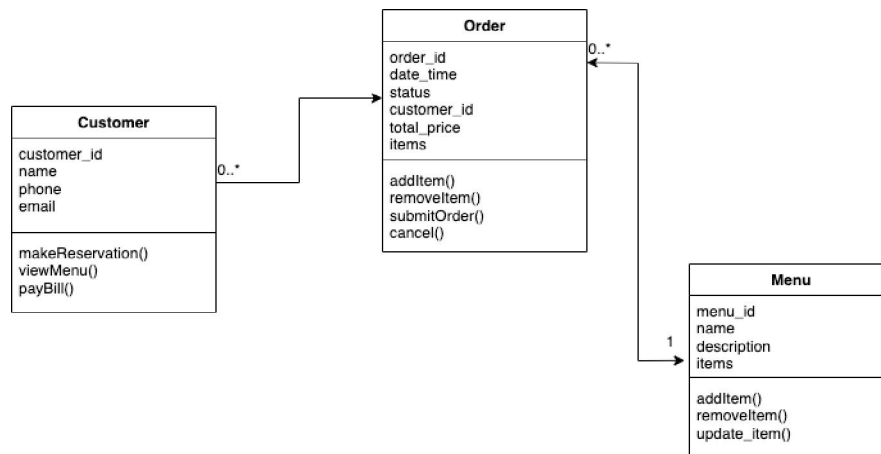 Order
order_id
date_time
status
customer_id
total_price
items
addItem()
removeItem()
submitOrder()
cancel()
0..*
Customer
customer_id
name
phone
email
makeReservation()
viewMenu()
payBill()
0..*
Menu
menu_id
name
description
items
addItem()
removeItem()
update_item()
1